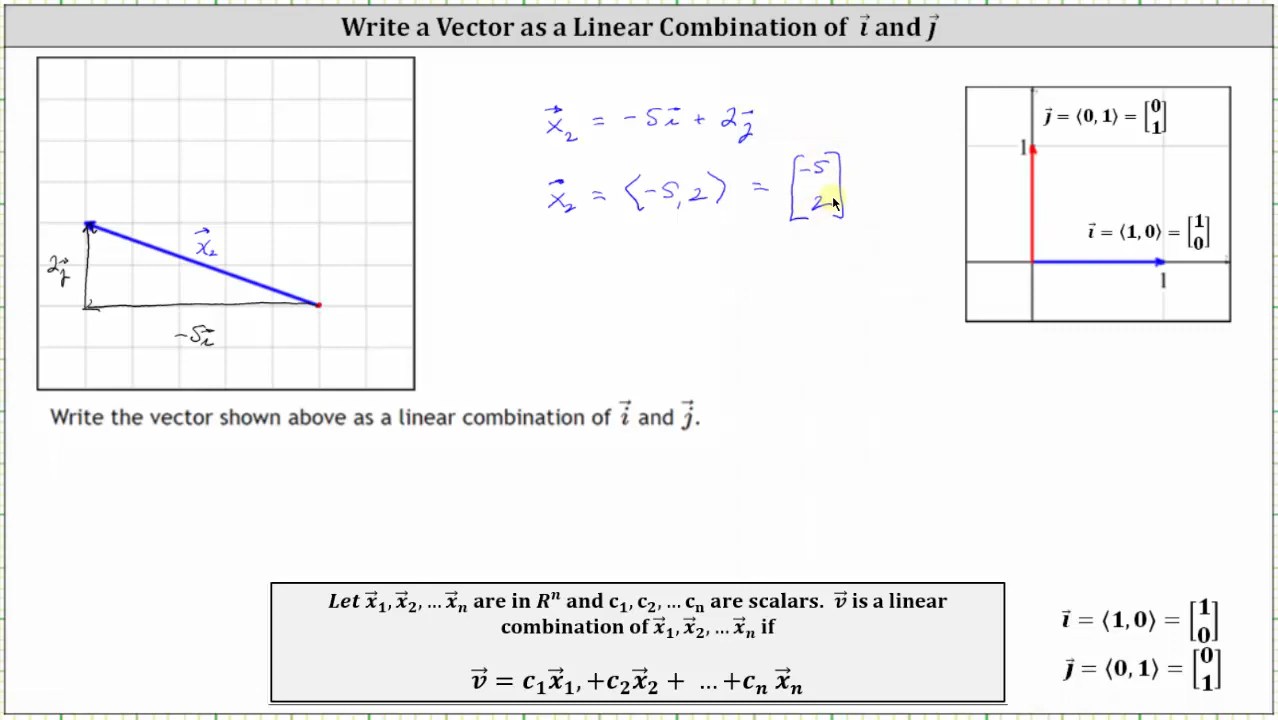 Write a Vector as a Linear Combination of i⃗ and j⃗
x⃗₂ = -5i⃗ + 2j⃗
x⃗₂ = ⟨-5, 2⟩ = [-5
2]
x⃗₂
2j⃗
-5i⃗
j⃗ = ⟨0, 1⟩ = [0
1]
1
i⃗ = ⟨1, 0⟩ = [1
0]
1
Write the vector shown above as a linear combination of i⃗ and j⃗.
Let x⃗₁, x⃗₂, … x⃗ₙ are in Rⁿ and c₁, c₂, … cₙ are scalars. v⃗ is a linear
combination of x⃗₁, x⃗₂, … x⃗ₙ if
v⃗ = c₁x⃗₁, +c₂x⃗₂ + … +cₙ x⃗ₙ
i⃗ = ⟨1, 0⟩ = [1
0]
j⃗ = ⟨0, 1⟩ = [0
1]